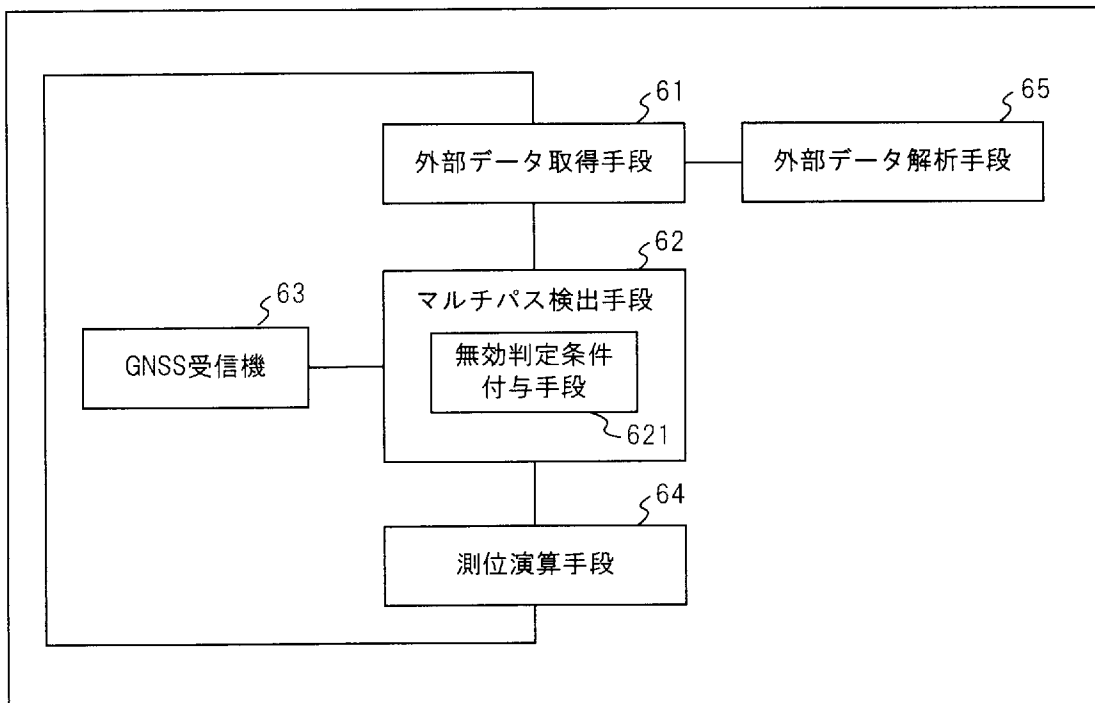 61
外部データ取得手段
65
外部データ解析手段
62
マルチパス検出手段
無効判定条件
付与手段
621
63
GNSS受信機
64
測位演算手段